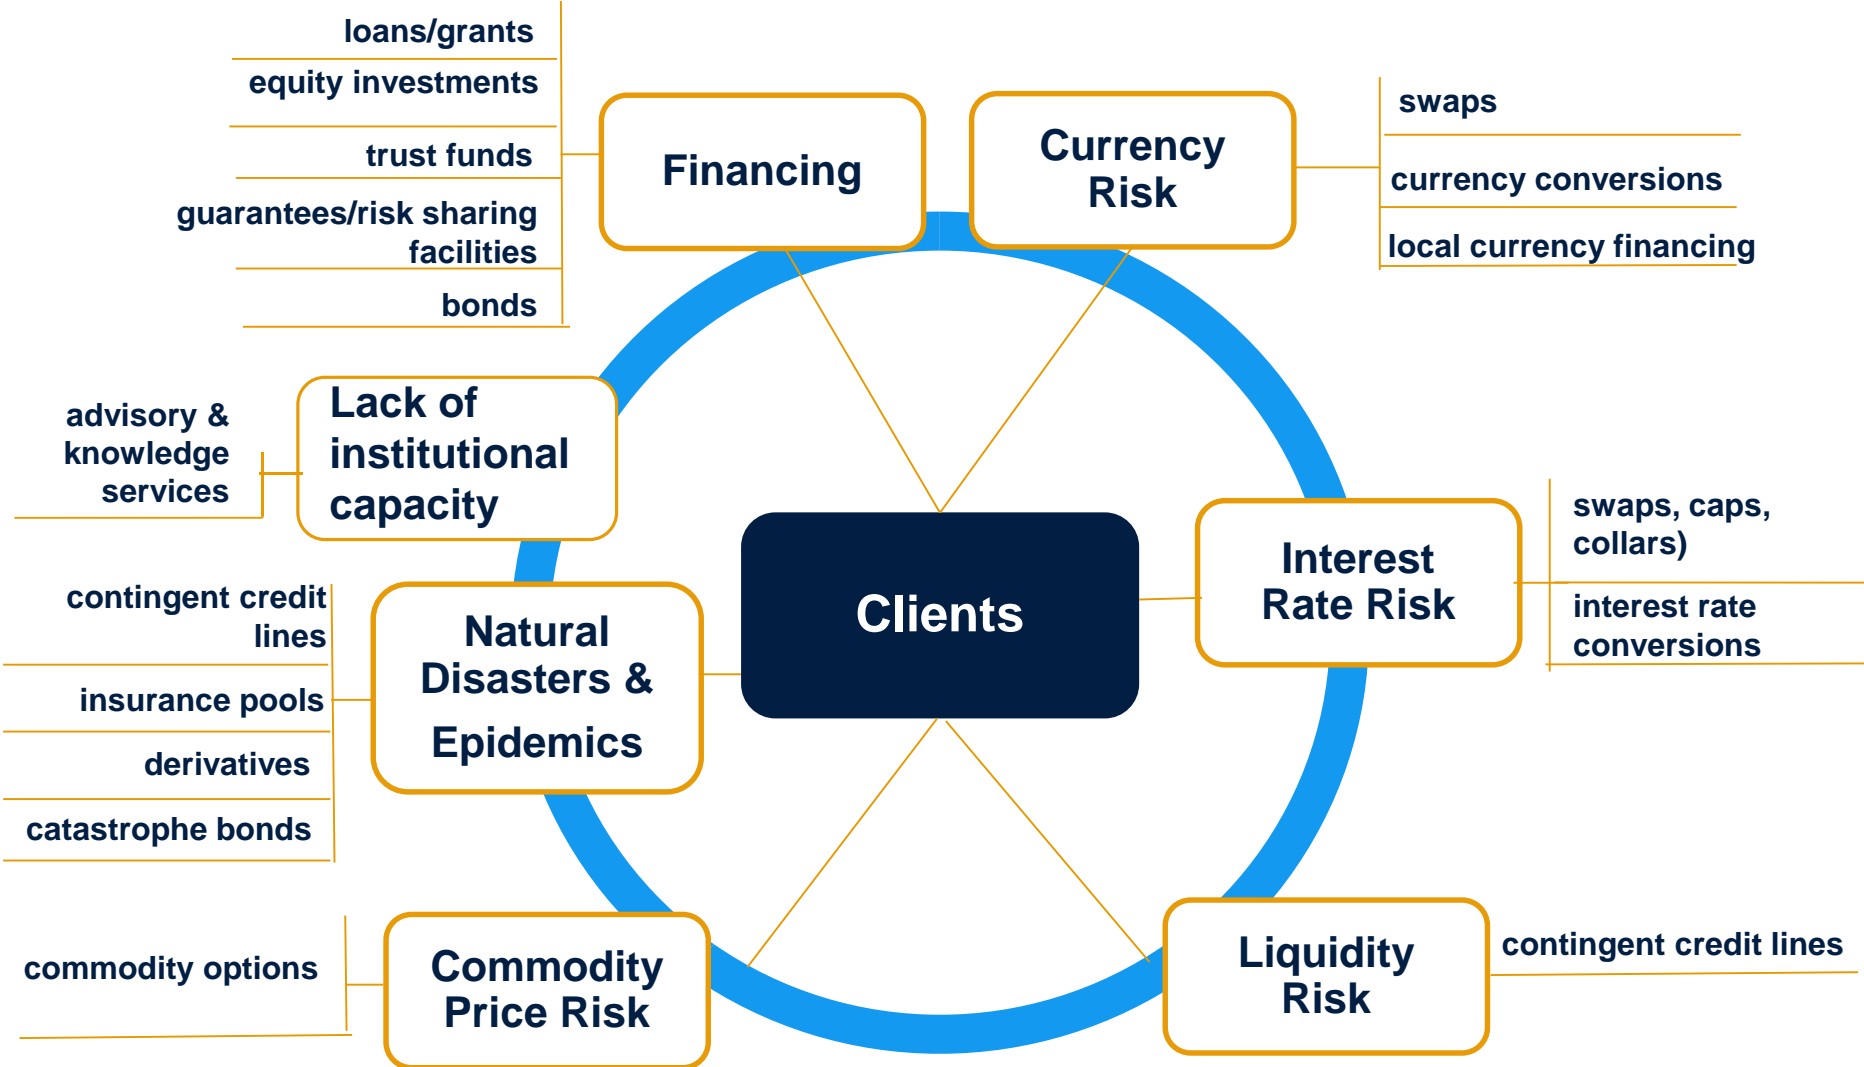 loans/grants
equity investments
trust funds
guarantees/risk sharing
facilities
bonds
Financing
Currency
Risk
swaps
currency conversions
local currency financing
advisory &
knowledge
services
Lack of
institutional
capacity
Clients
Interest
Rate Risk
swaps, caps,
collars)
interest rate
conversions
contingent credit
lines
insurance pools
derivatives
catastrophe bonds
Natural
Disasters &
Epidemics
commodity options
Commodity
Price Risk
Liquidity
Risk
contingent credit lines